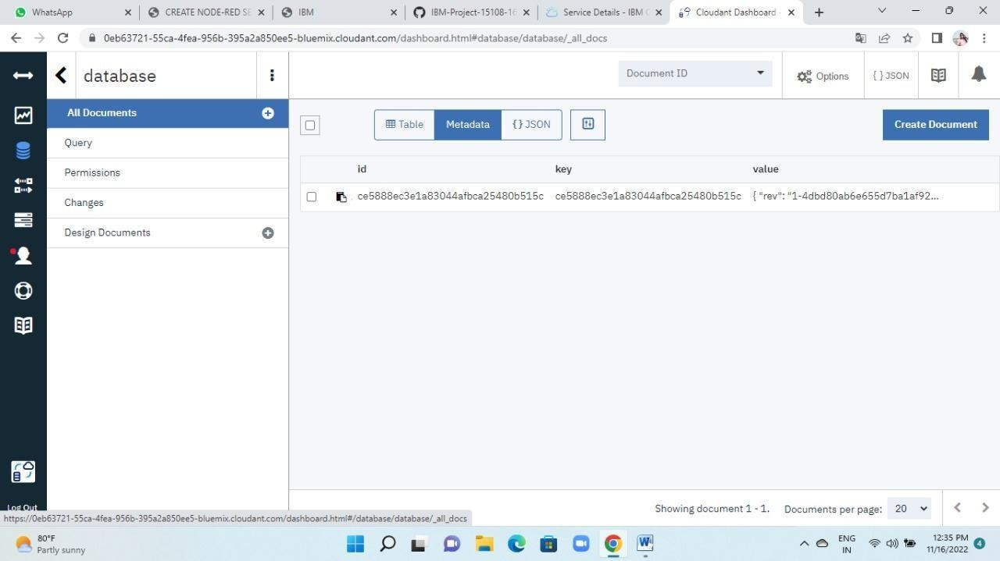 WhatsApp
CREATE NODE-RED SE
IBM
IBM-Project-15108-16
Service Details - IBM C
Cloudant Dashboard
0eb63721-55ca-4fea-956b-395a2a850ee5-bluemix.cloudant.com/dashboard.html#database/database/_all_docs
database
Document ID
Options
{ } JSON
All Documents
Query
Permissions
Changes
Design Documents
Table
Metadata
{ } JSON
Create Document
id
key
value
ce5888ec3e1a83044afbca25480b515c
ce5888ec3e1a83044afbca25480b515c
{ "rev": "1-4dbd80ab6e655d7ba1af92...
Showing document 1 - 1.
Documents per page:
20
Log Out
https://0eb63721-55ca-4fea-956b-395a2a850ee5-bluemix.cloudant.com/dashboard.html#/database/database/_all_docs
80°F
Partly sunny
ENG
IN
12:35 PM
11/16/2022
4